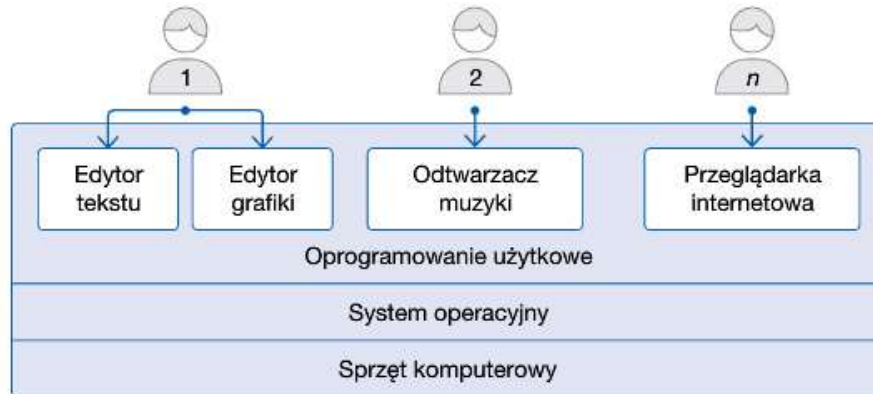 1
2
n
Edytor
tekstu
Edytor
grafiki
Odtwarzacz
muzyki
Przeglądarka
internetowa
Oprogramowanie użytkowe
System operacyjny
Sprzęt komputerowy